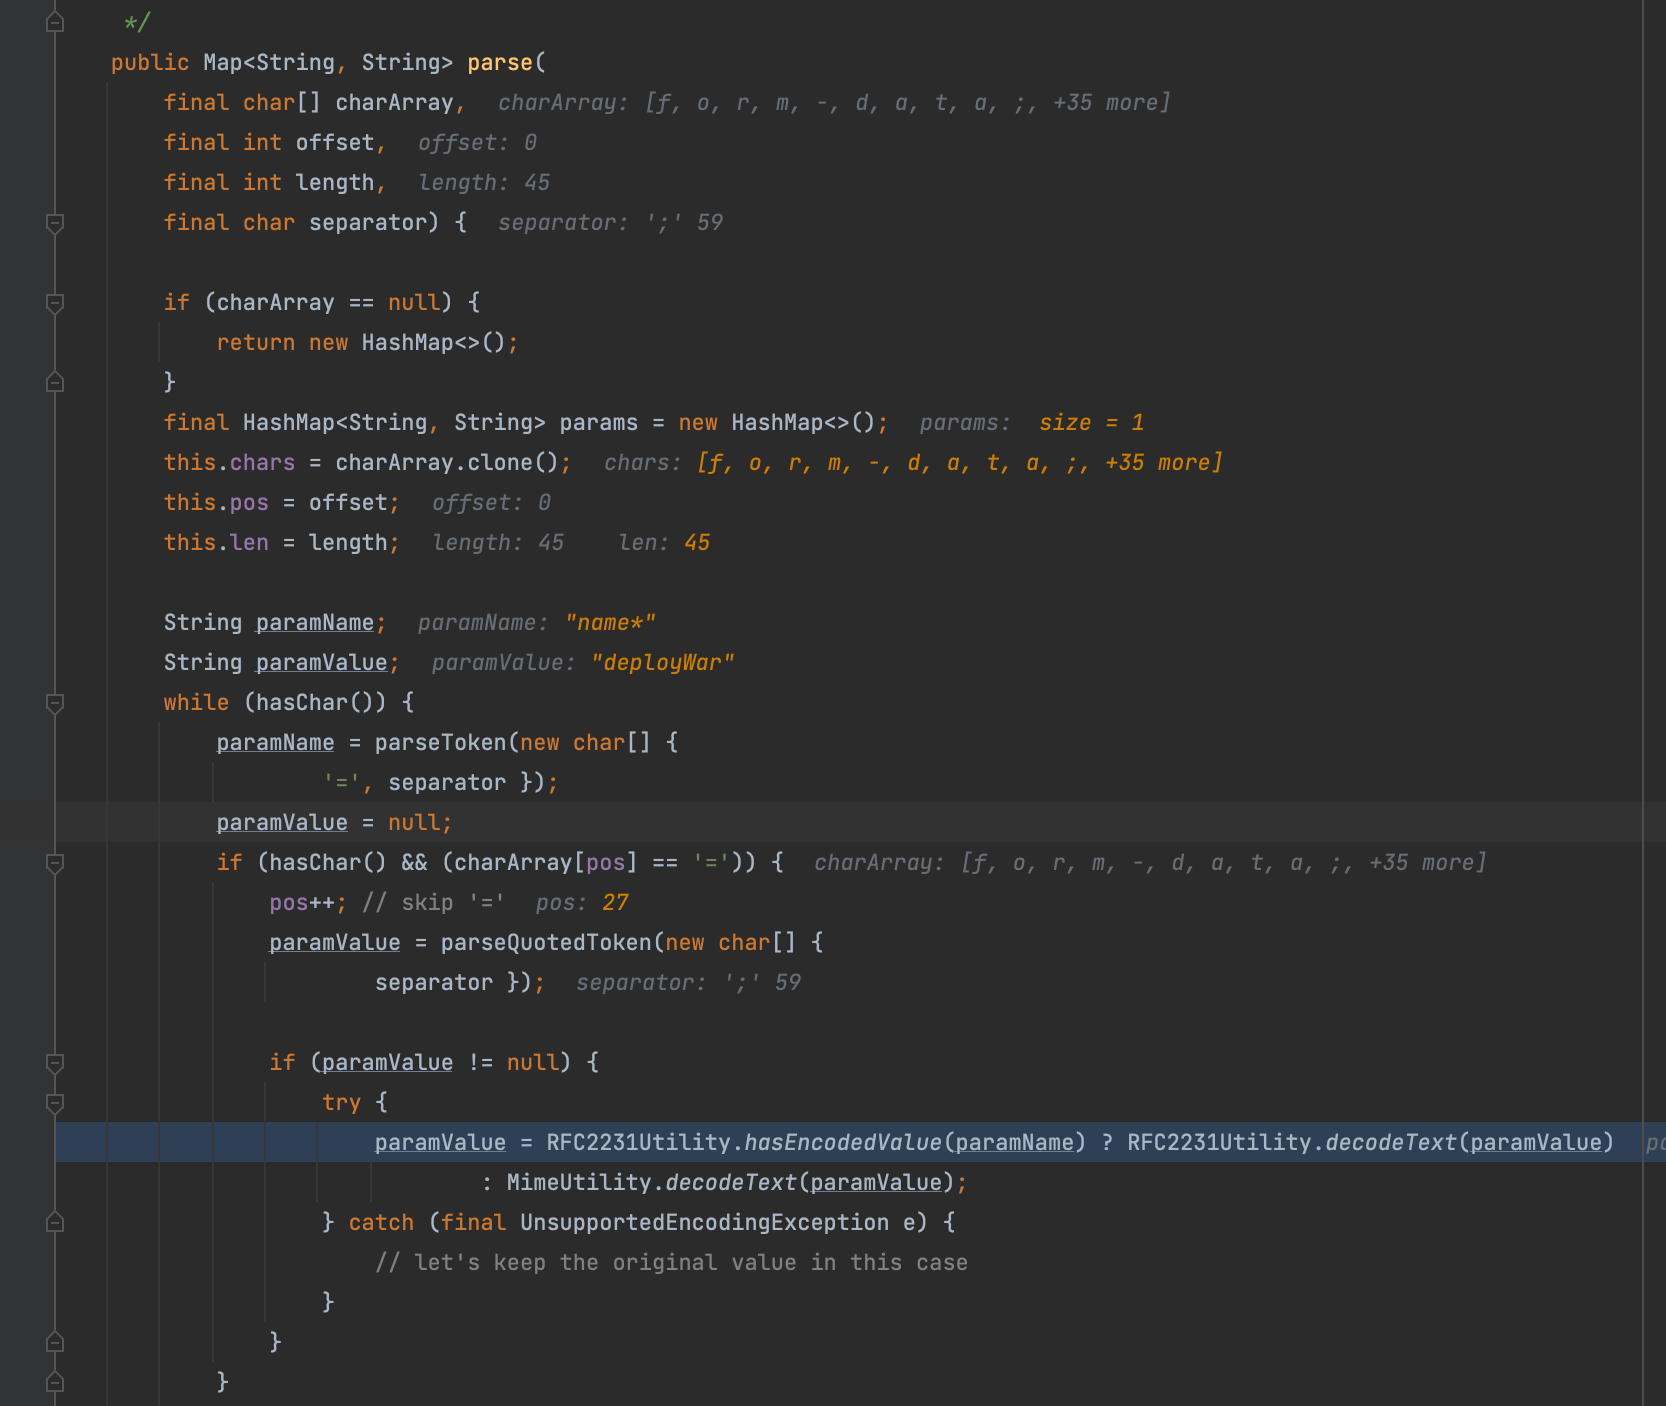 */
public Map<String, String> parse(
final char[] charArray,  charArray: [f, o, r, m, -, d, a, t, a, ;, +35 more]
final int offset,  offset: 0
final int length,  length: 45
final char separator) {  separator: ';' 59
if (charArray == null) {
return new HashMap<>();
}
final HashMap<String, String> params = new HashMap<>();  params:  size = 1
this.chars = charArray.clone();  chars: [f, o, r, m, -, d, a, t, a, ;, +35 more]
this.pos = offset;  offset: 0
this.len = length;  length: 45    len: 45
String paramName;  paramName: "name*"
String paramValue;  paramValue: "deployWar"
while (hasChar()) {
paramName = parseToken(new char[] {
'=', separator });
paramValue = null;
if (hasChar() && (charArray[pos] == '=')) {  charArray: [f, o, r, m, -, d, a, t, a, ;, +35 more]
pos++; // skip '='  pos: 27
paramValue = parseQuotedToken(new char[] {
separator });  separator: ';' 59
if (paramValue != null) {
try {
paramValue = RFC2231Utility.hasEncodedValue(paramName) ? RFC2231Utility.decodeText(paramValue)
: MimeUtility.decodeText(paramValue);
} catch (final UnsupportedEncodingException e) {
// let's keep the original value in this case
}
}
}